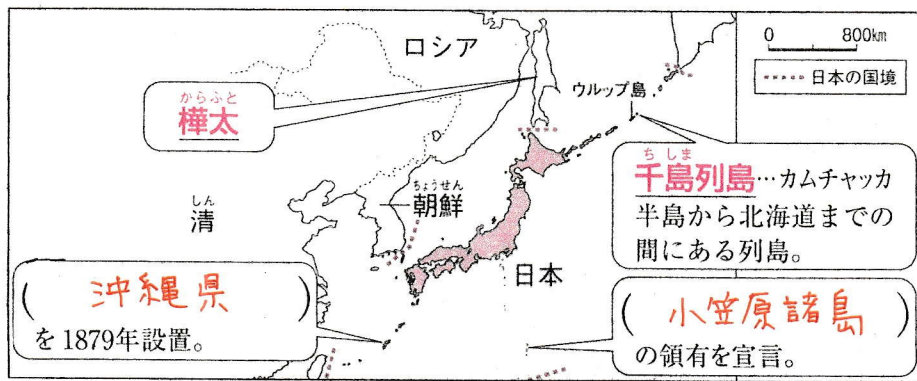 ロシア
0 800km
日本の国境
からふと
樺太
ウルップ島
ちしま
千島列島…カムチャッカ
半島から北海道までの
間にある列島。
ちょうせん
朝鮮
しん
清
日本
(沖縄県)
を1879年設置。
(小笠原諸島)
の領有を宣言。